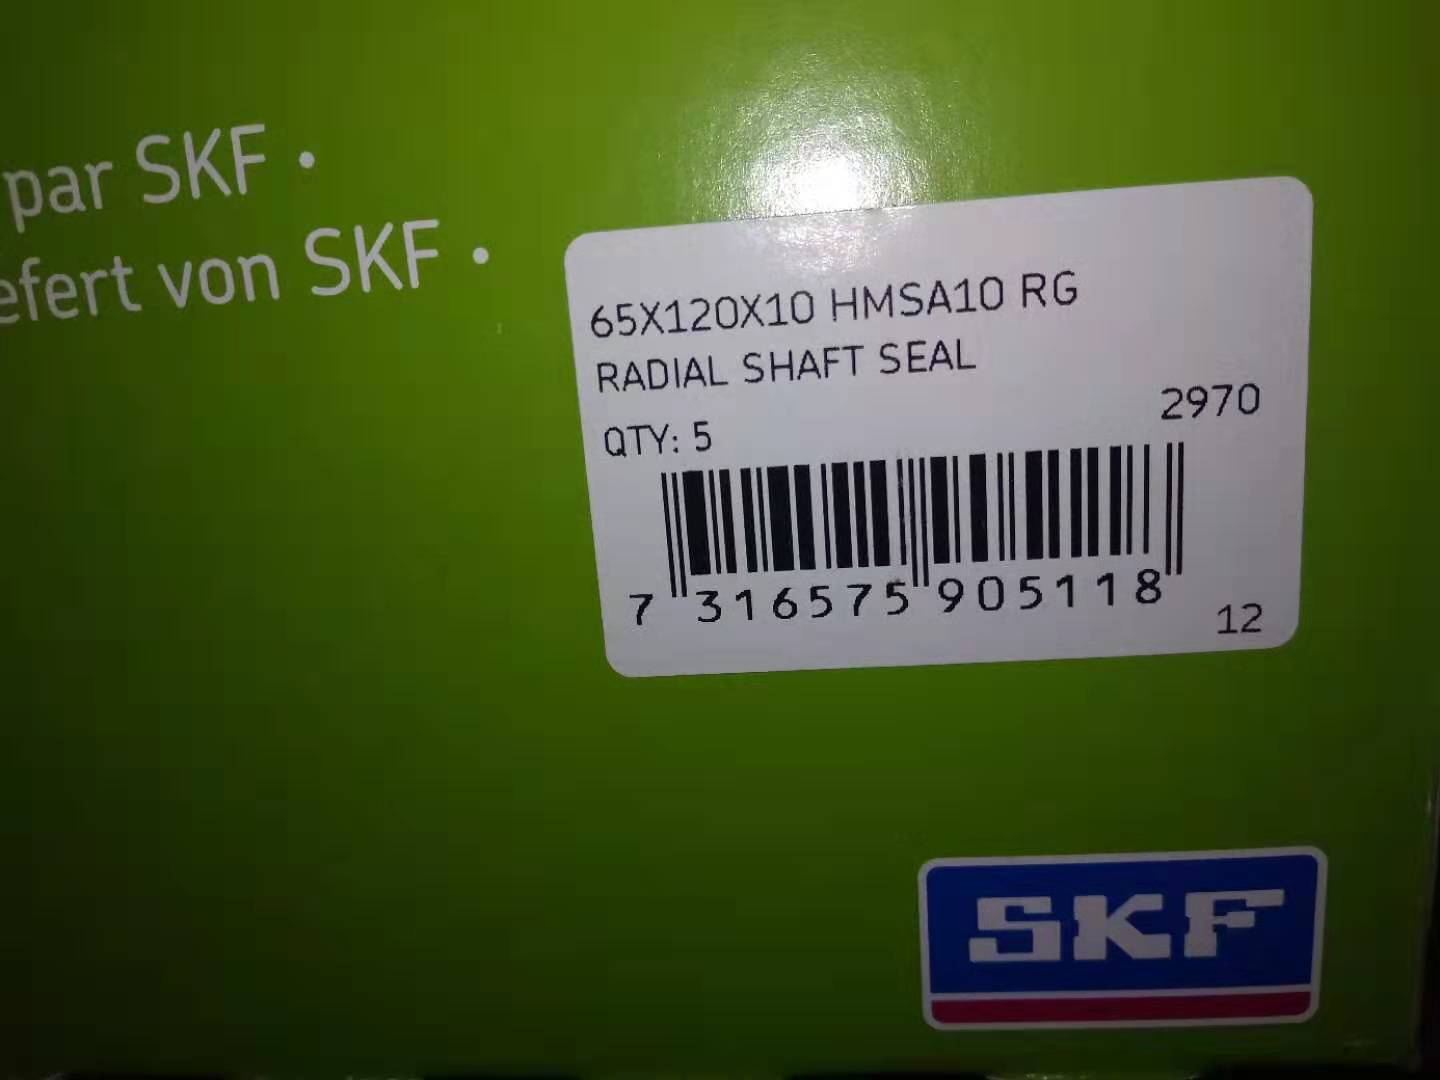 par SKF •
efert von SKF •
65X120X10 HMSA10 RG
RADIAL SHAFT SEAL
2970
QTY: 5
7 316575 905118
12
SKF